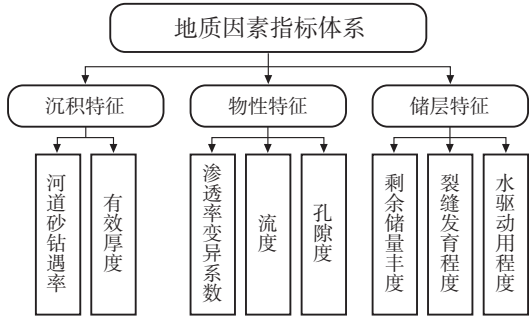 地质因素指标体系
沉积特征
物性特征
储层特征
河道砂钻遇率
有效厚度
渗透率变异系数
流度
孔隙度
剩余储量丰度
裂缝发育程度
水驱动用程度